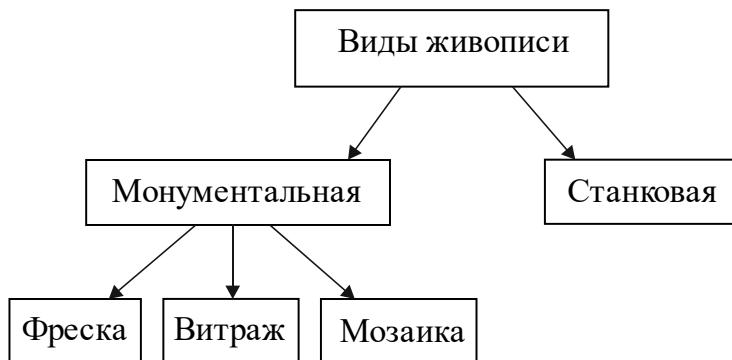 Виды живописи
Монументальная
Станковая
Фреска
Витраж
Мозаика